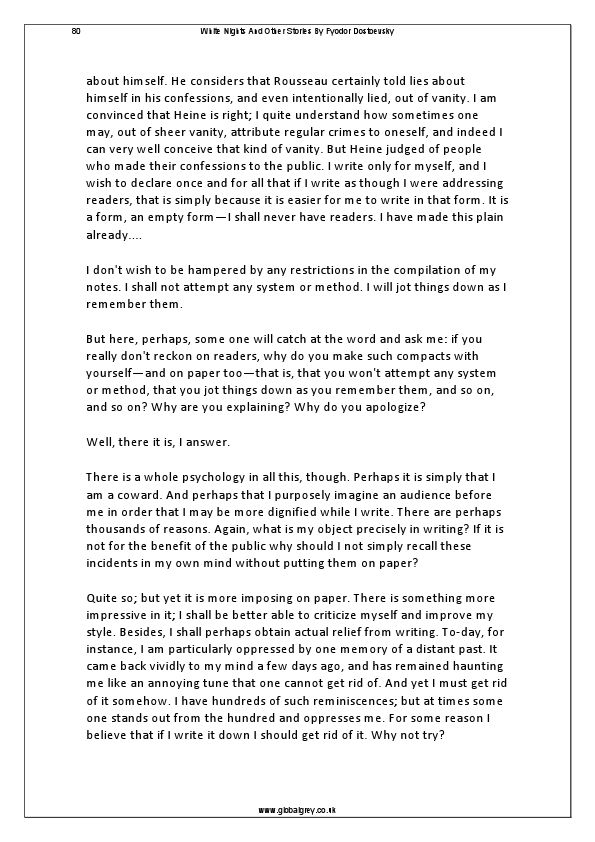 80 White Nights And Other Stories By Fyodor Dostoevsky
about himself. He considers that Rousseau certainly told lies about
himself in his confessions, and even intentionally lied, out of vanity. I am
convinced that Heine is right; I quite understand how sometimes one
may, out of sheer vanity, attribute regular crimes to oneself, and indeed I
can very well conceive that kind of vanity. But Heine judged of people
who made their confessions to the public. I write only for myself, and I
wish to declare once and for all that if I write as though I were addressing
readers, that is simply because it is easier for me to write in that form. It is
a form, an empty form—I shall never have readers. I have made this plain
already....
I don't wish to be hampered by any restrictions in the compilation of my
notes. I shall not attempt any system or method. I will jot things down as I
remember them.
But here, perhaps, some one will catch at the word and ask me: if you
really don't reckon on readers, why do you make such compacts with
yourself—and on paper too—that is, that you won't attempt any system
or method, that you jot things down as you remember them, and so on,
and so on? Why are you explaining? Why do you apologize?
Well, there it is, I answer.
There is a whole psychology in all this, though. Perhaps it is simply that I
am a coward. And perhaps that I purposely imagine an audience before
me in order that I may be more dignified while I write. There are perhaps
thousands of reasons. Again, what is my object precisely in writing? If it is
not for the benefit of the public why should I not simply recall these
incidents in my own mind without putting them on paper?
Quite so; but yet it is more imposing on paper. There is something more
impressive in it; I shall be better able to criticize myself and improve my
style. Besides, I shall perhaps obtain actual relief from writing. To-day, for
instance, I am particularly oppressed by one memory of a distant past. It
came back vividly to my mind a few days ago, and has remained haunting
me like an annoying tune that one cannot get rid of. And yet I must get rid
of it somehow. I have hundreds of such reminiscences; but at times some
one stands out from the hundred and oppresses me. For some reason I
believe that if I write it down I should get rid of it. Why not try?
www.globalgrey.co.uk